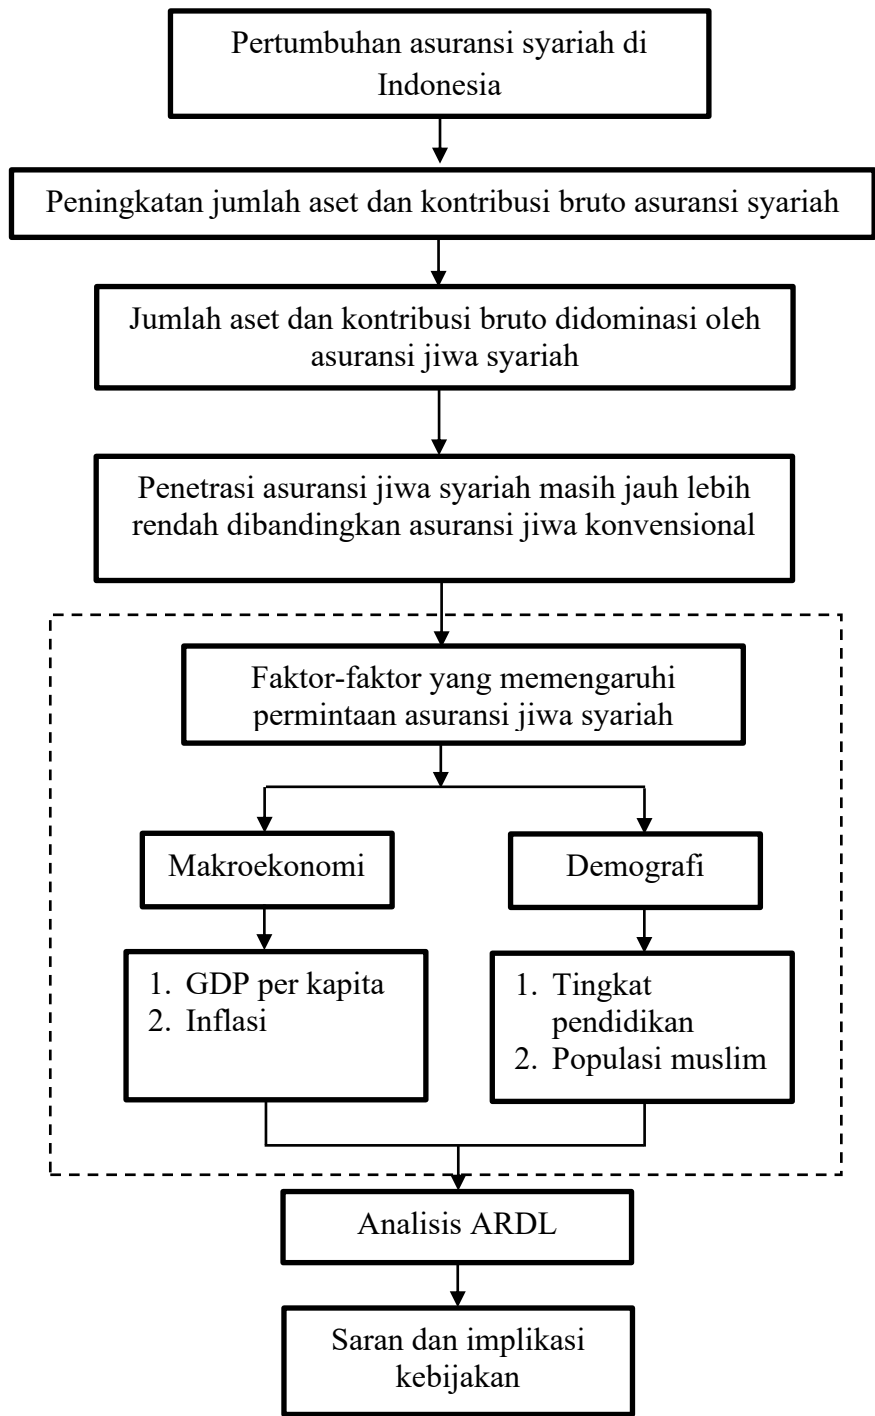 Pertumbuhan asuransi syariah di
Indonesia
Peningkatan jumlah aset dan kontribusi bruto asuransi syariah
Jumlah aset dan kontribusi bruto didominasi oleh
asuransi jiwa syariah
Penetrasi asuransi jiwa syariah masih jauh lebih
rendah dibandingkan asuransi jiwa konvensional
Faktor-faktor yang memengaruhi
permintaan asuransi jiwa syariah
Makroekonomi
Demografi
1. GDP per kapita
2. Inflasi
1. Tingkat
pendidikan
2. Populasi muslim
Analisis ARDL
Saran dan implikasi
kebijakan